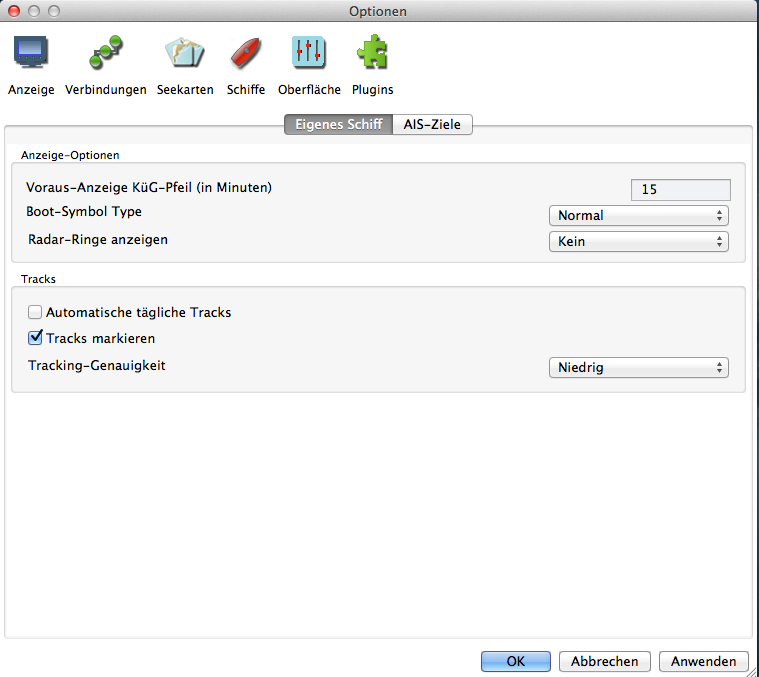 Optionen
Anzeige Verbindungen Seekarten Schiffe Oberfläche Plugins
Eigenes Schiff AIS-Ziele
Anzeige-Optionen
Voraus-Anzeige KüG-Pfeil (in Minuten) 15
Boot-Symbol Type Normal
Radar-Ringe anzeigen Kein
Tracks
Automatische tägliche Tracks
Tracks markieren
Tracking-Genauigkeit Niedrig
OK Abbrechen Anwenden